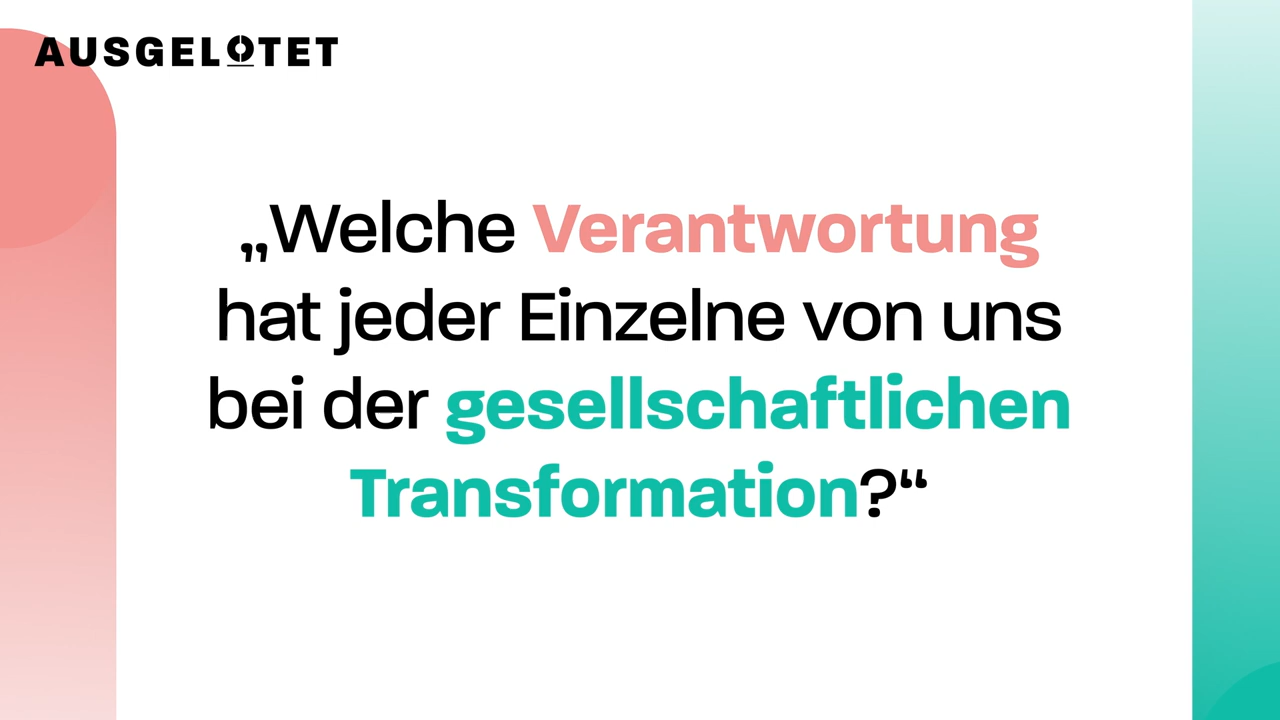 AUSGELOTET
„Welche Verantwortung
hat jeder Einzelne von uns
bei der gesellschaftlichen
Transformation?“